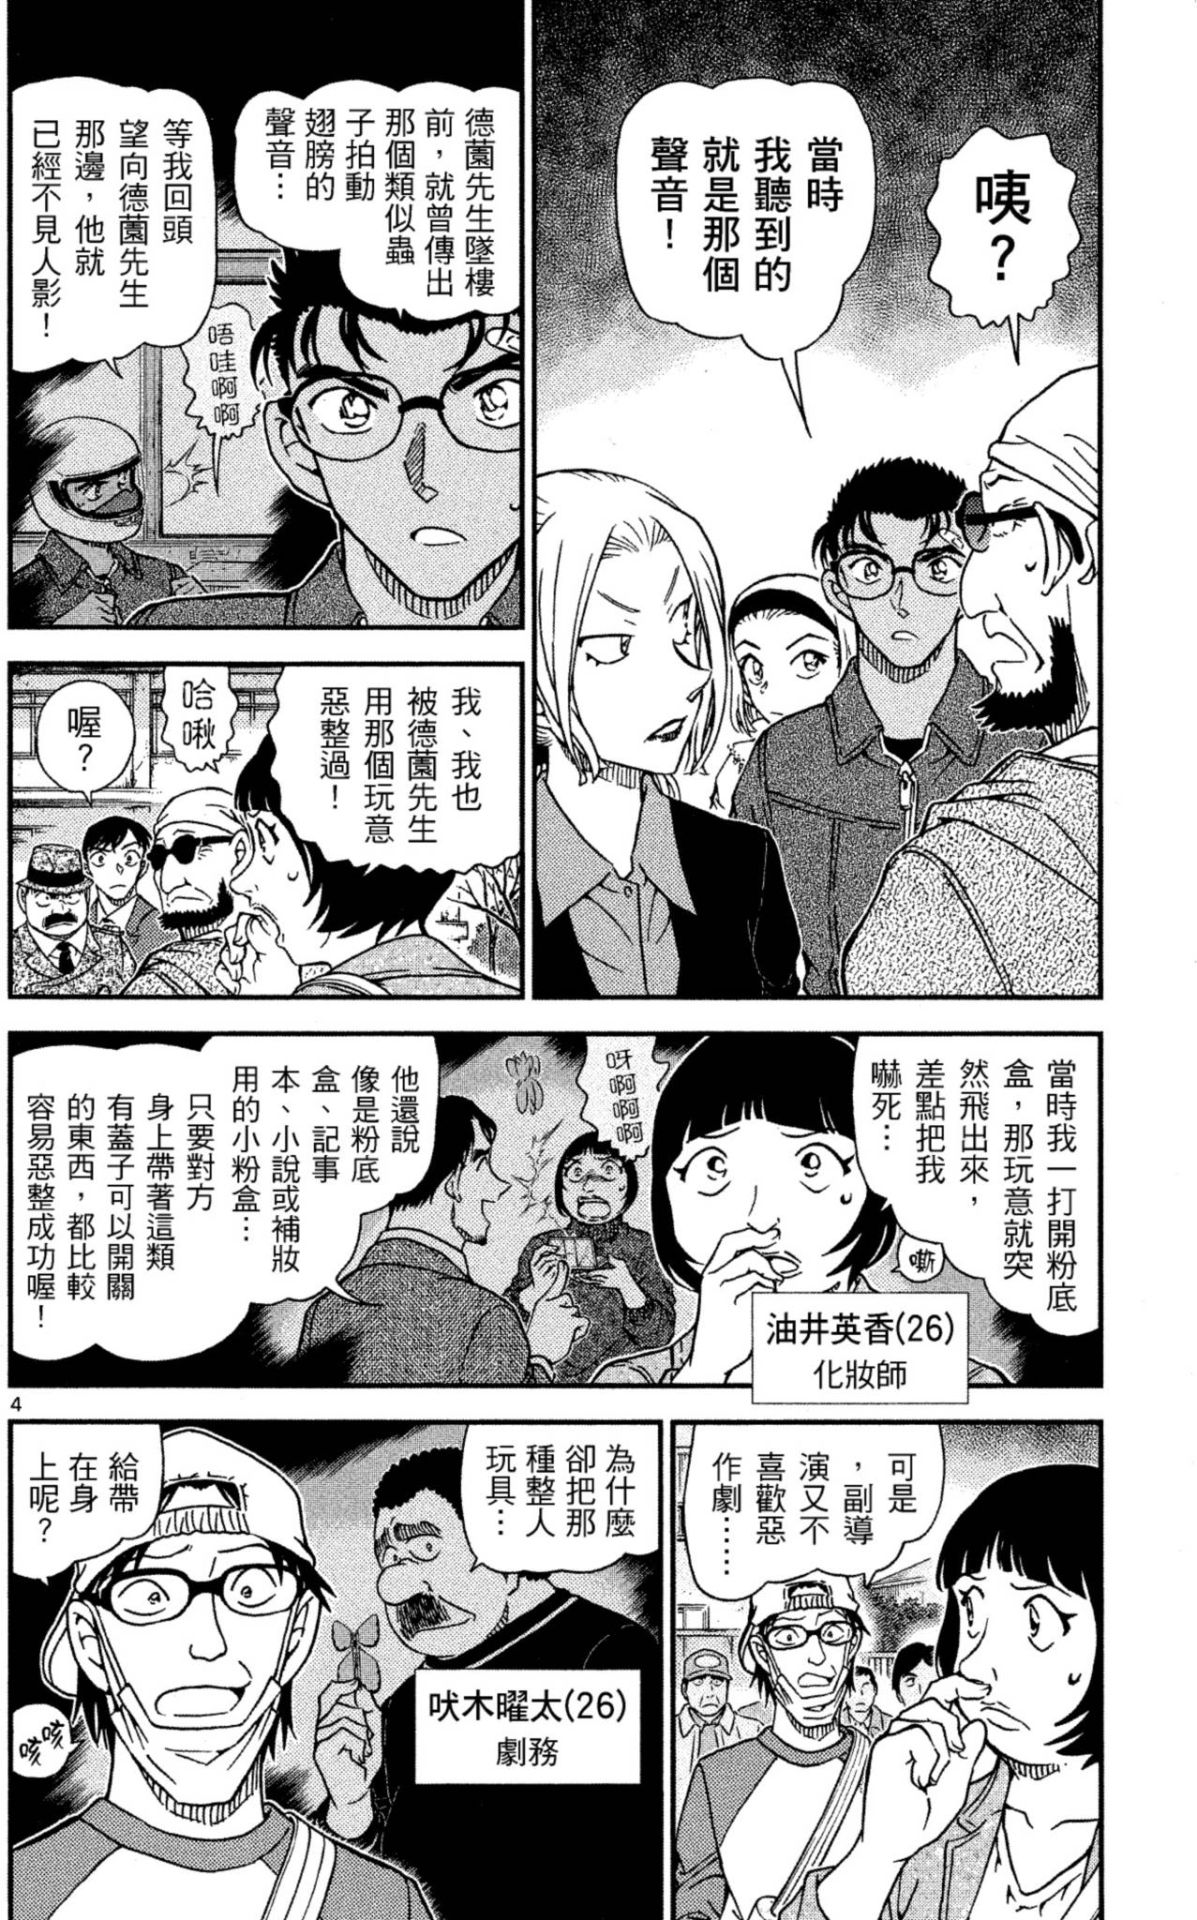 咦？
當時
我聽到的
就是那個
聲音！
德薗先生墜樓
前，就曾傳出
那個類似蟲
子拍動
翅膀的
聲音…
等我回頭
望向德薗先生
那邊，他就
已經不見人影！
唔哇啊啊
我、我也
被德薗先生
用那個玩意
惡整過！
哈啾
喔？
當時我一打開粉底
盒，那玩意就突
然飛出來，
差點把我
嚇死…
嘶
油井英香(26)
化妝師
呀啊啊啊
他還說
像是粉底
盒、記事
本、小說或補妝
用的小粉盒…
只要對方
身上帶著這類
有蓋子可以開關
的東西，都比較
容易惡整成功喔！
4
可是
，副導
演又不
喜歡惡
作劇……
為什麼
卻把那
種整人
玩具…
吠木曜太(26)
劇務
給帶
在身
上呢？
咳咳